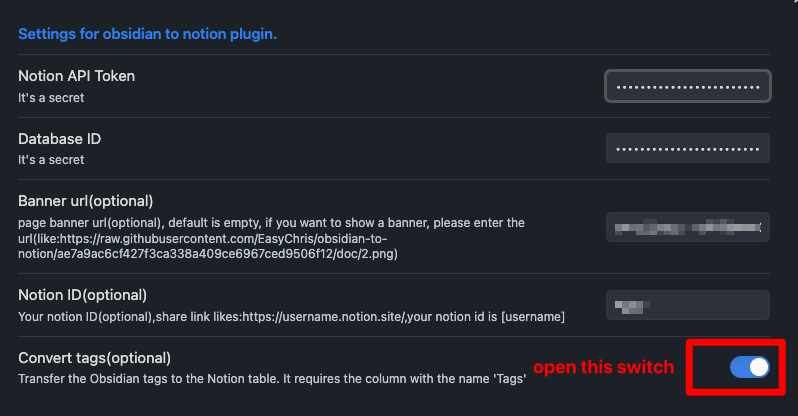 Settings for obsidian to notion plugin.
Notion API Token
It's a secret
Database ID
It's a secret
Banner url(optional)
page banner url(optional), default is empty, if you want to show a banner, please enter the
url(like:https://raw.githubusercontent.com/EasyChris/obsidian-to-
notion/ae7a9ac6cf427f3ca338a409ce6967ced9506f12/doc/2.png)
Notion ID(optional)
Your notion ID(optional),share link likes:https://username.notion.site/,your notion id is [username]
Convert tags(optional)
Transfer the Obsidian tags to the Notion table. It requires the column with the name 'Tags'
open this switch